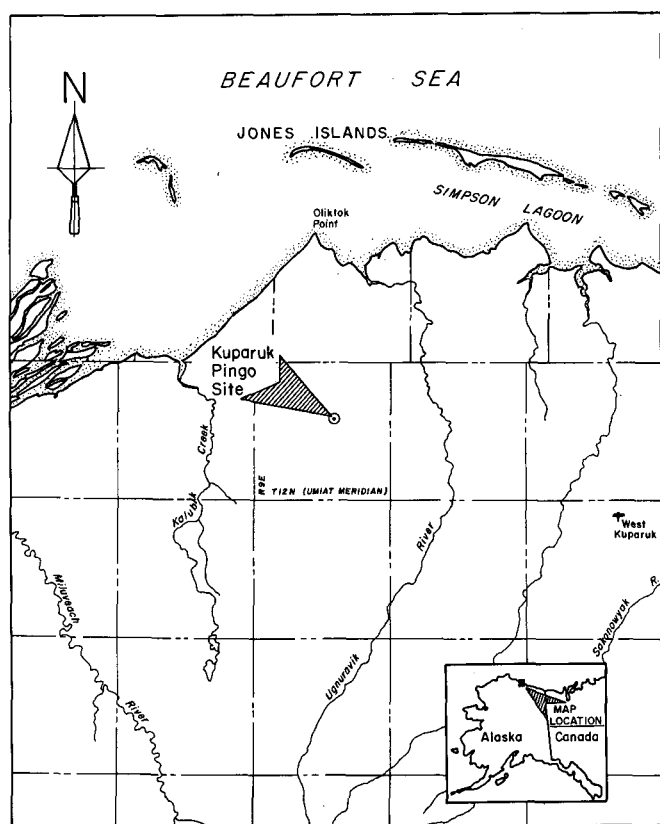 BEAUFORT SEA
N
JONES ISLANDS
SIMPSON LAGOON
Oliktok
Point
Kuparuk
Pingo
Site
Creek
Kalubik
R9E
T12N (UMIAT MERIDIAN)
River
West
Kuparuk
Miluveach
River
Ugnuravik
Sakonowyak
R.
MAP
LOCATION
Alaska
Canada